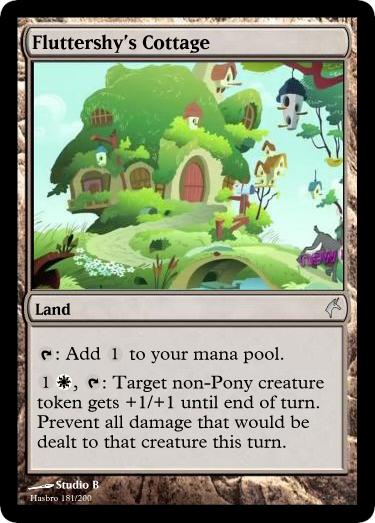 Fluttershy's Cottage
new
Land
: Add 1 to your mana pool.
1 , : Target non-Pony creature
token gets +1/+1 until end of turn.
Prevent all damage that would be
dealt to that creature this turn.
Studio B
Hasbro 181/200